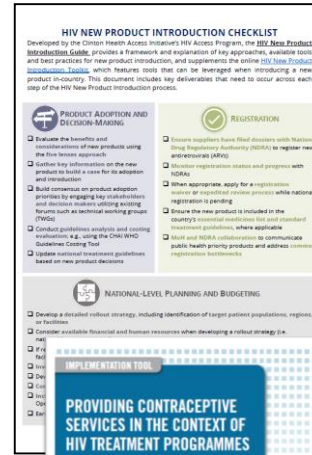 HIV NEW PRODUCT INTRODUCTION CHECKLIST
Developed by the Clinton Health Access Initiative's HIV Access Program, the HIV New Product
Introduction Guide, provides a framework and explanation of key approaches, available tools
and best practices for new product introduction, and supplements the online HIV New Product
Introduction Toolkit, which features tools that can be leveraged when introducing a new
product in-country. This document includes key deliverables that need to occur across each
step of the HIV New Product Introduction process.
PRODUCT ADOPTION AND
DECISION-MAKING
Evaluate the benefits and
considerations of new products using
the five lenses approach
Gather key information on the new
product to build a case for its adoption
and introduction
Build consensus on product adoption
priorities by engaging key stakeholders
and decision makers utilizing existing
forums such as technical working groups
(TWGs)
Conduct guidelines analysis and costing
evaluation; e.g., using the CHAI WHO
Guidelines Costing Tool
Update national treatment guidelines
based on new product decisions
REGISTRATION
Ensure suppliers have filed dossiers with Nation
Drug Regulatory Authority (NDRA) to register new
antiretrovirals (ARVs)
Monitor registration status and progress with
NDRAs
When appropriate, apply for a registration
waiver or expedited review process while national
registration is pending
Ensure the new product is included in the
country's essential medicines list and standard
treatment guidelines, where applicable
MoH and NDRA collaboration to communicate
public health priority products and address common
registration bottlenecks
NATIONAL-LEVEL PLANNING AND BUDGETING
Develop a detailed rollout strategy, including identification of target patient populations, regions,
or facilities
Consider available financial and human resources when developing a rollout strategy (i.e.
IMPLEMENTATION TOOL
PROVIDING CONTRACEPTIVE
SERVICES IN THE CONTEXT OF
HIV TREATMENT PROGRAMMES